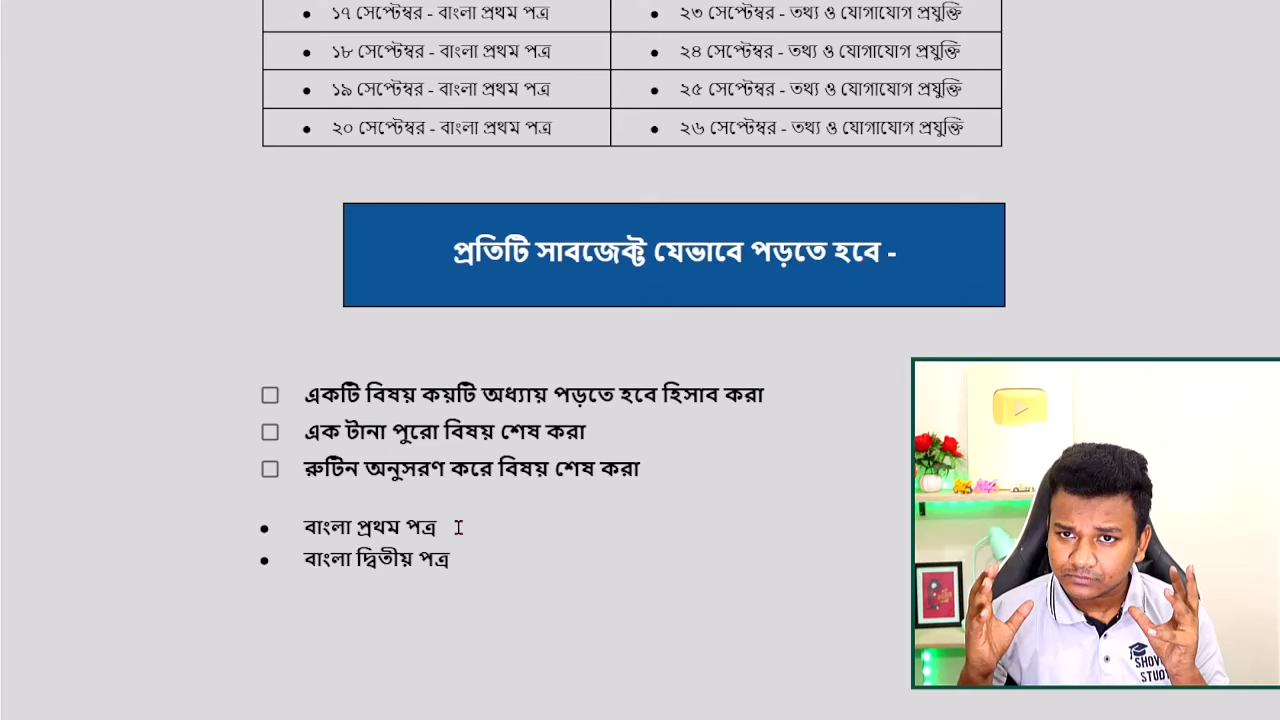 ১৭ সেপ্টেম্বর - বাংলা প্রথম পত্র
২৩ সেপ্টেম্বর - তথ্য ও যোগাযোগ প্রযুক্তি
১৮ সেপ্টেম্বর - বাংলা প্রথম পত্র
২৪ সেপ্টেম্বর - তথ্য ও যোগাযোগ প্রযুক্তি
১৯ সেপ্টেম্বর - বাংলা প্রথম পত্র
২৫ সেপ্টেম্বর - তথ্য ও যোগাযোগ প্রযুক্তি
২০ সেপ্টেম্বর - বাংলা প্রথম পত্র
২৬ সেপ্টেম্বর - তথ্য ও যোগাযোগ প্রযুক্তি
প্রতিটি সাবজেক্ট যেভাবে পড়তে হবে -
একটি বিষয় কয়টি অধ্যায় পড়তে হবে হিসাব করা
এক টানা পুরো বিষয় শেষ করা
রুটিন অনুসরণ করে বিষয় শেষ করা
বাংলা প্রথম পত্র
বাংলা দ্বিতীয় পত্র